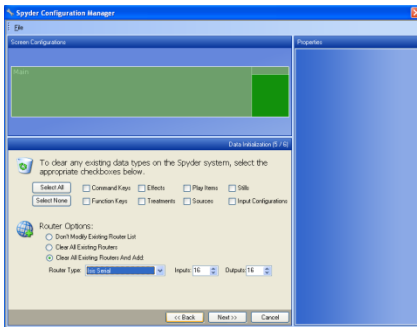 Spyder Configuration Manager
File
Screen Configurations
Properties
Main
Data Initialization (5 / 6)
To clear any existing data types on the Spyder system, select the
appropriate checkboxes below.
Select All Command Keys Effects Play Items Stills
Select None Function Keys Treatments Sources Input Configurations
Router Options:
Don't Modify Existing Router List
Clear All Existing Routers
Clear All Existing Routers And Add:
Router Type: Isis Serial Inputs: 16 Outputs: 16
<< Back Next >> Cancel